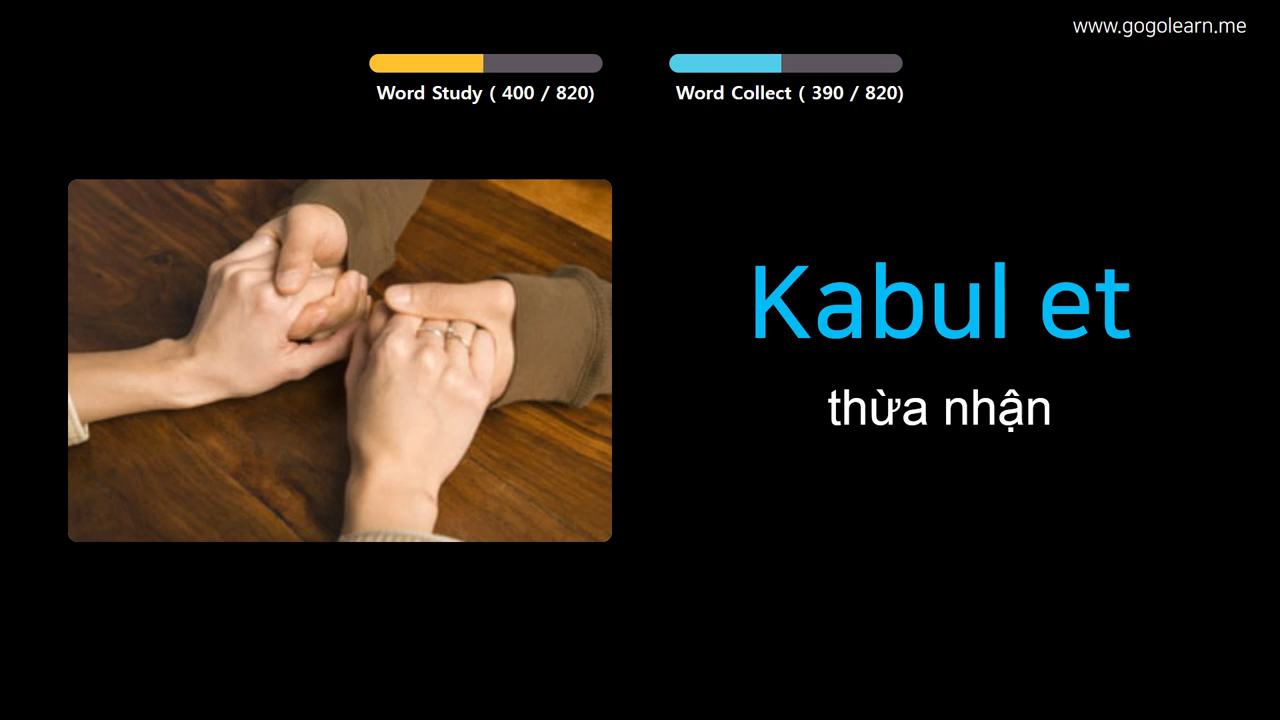 www.gogolearn.me
Word Study ( 400 / 820)
Word Collect ( 390 / 820)
Kabul et
thừa nhận